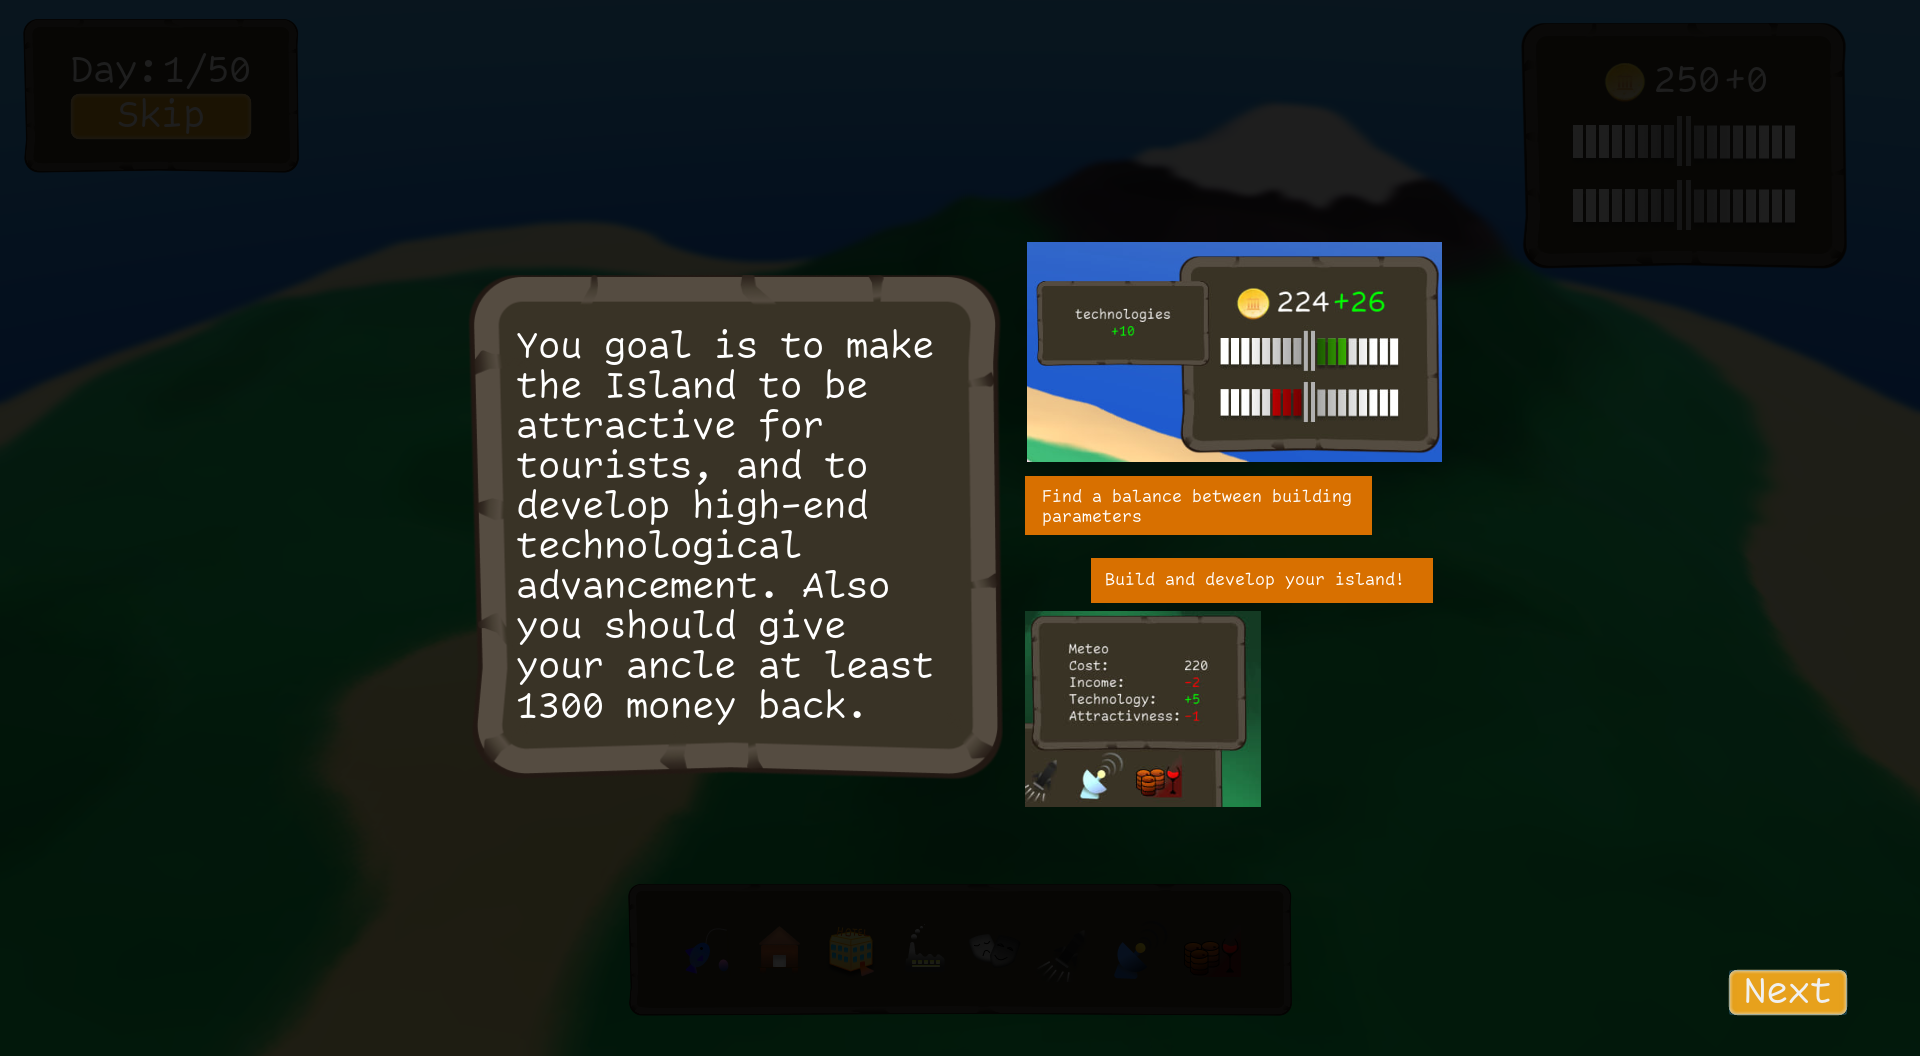 Day:1/50
Skip
250+0
You goal is to make
the Island to be
attractive for
tourists, and to
develop high-end
technological
advancement. Also
you should give
your ancle at least
1300 money back.
224+26
technologies
+10
Find a balance between building
parameters
Build and develop your island!
Meteo
Cost: 220
Income: -2
Technology: +5
Attractivness: -1
Next